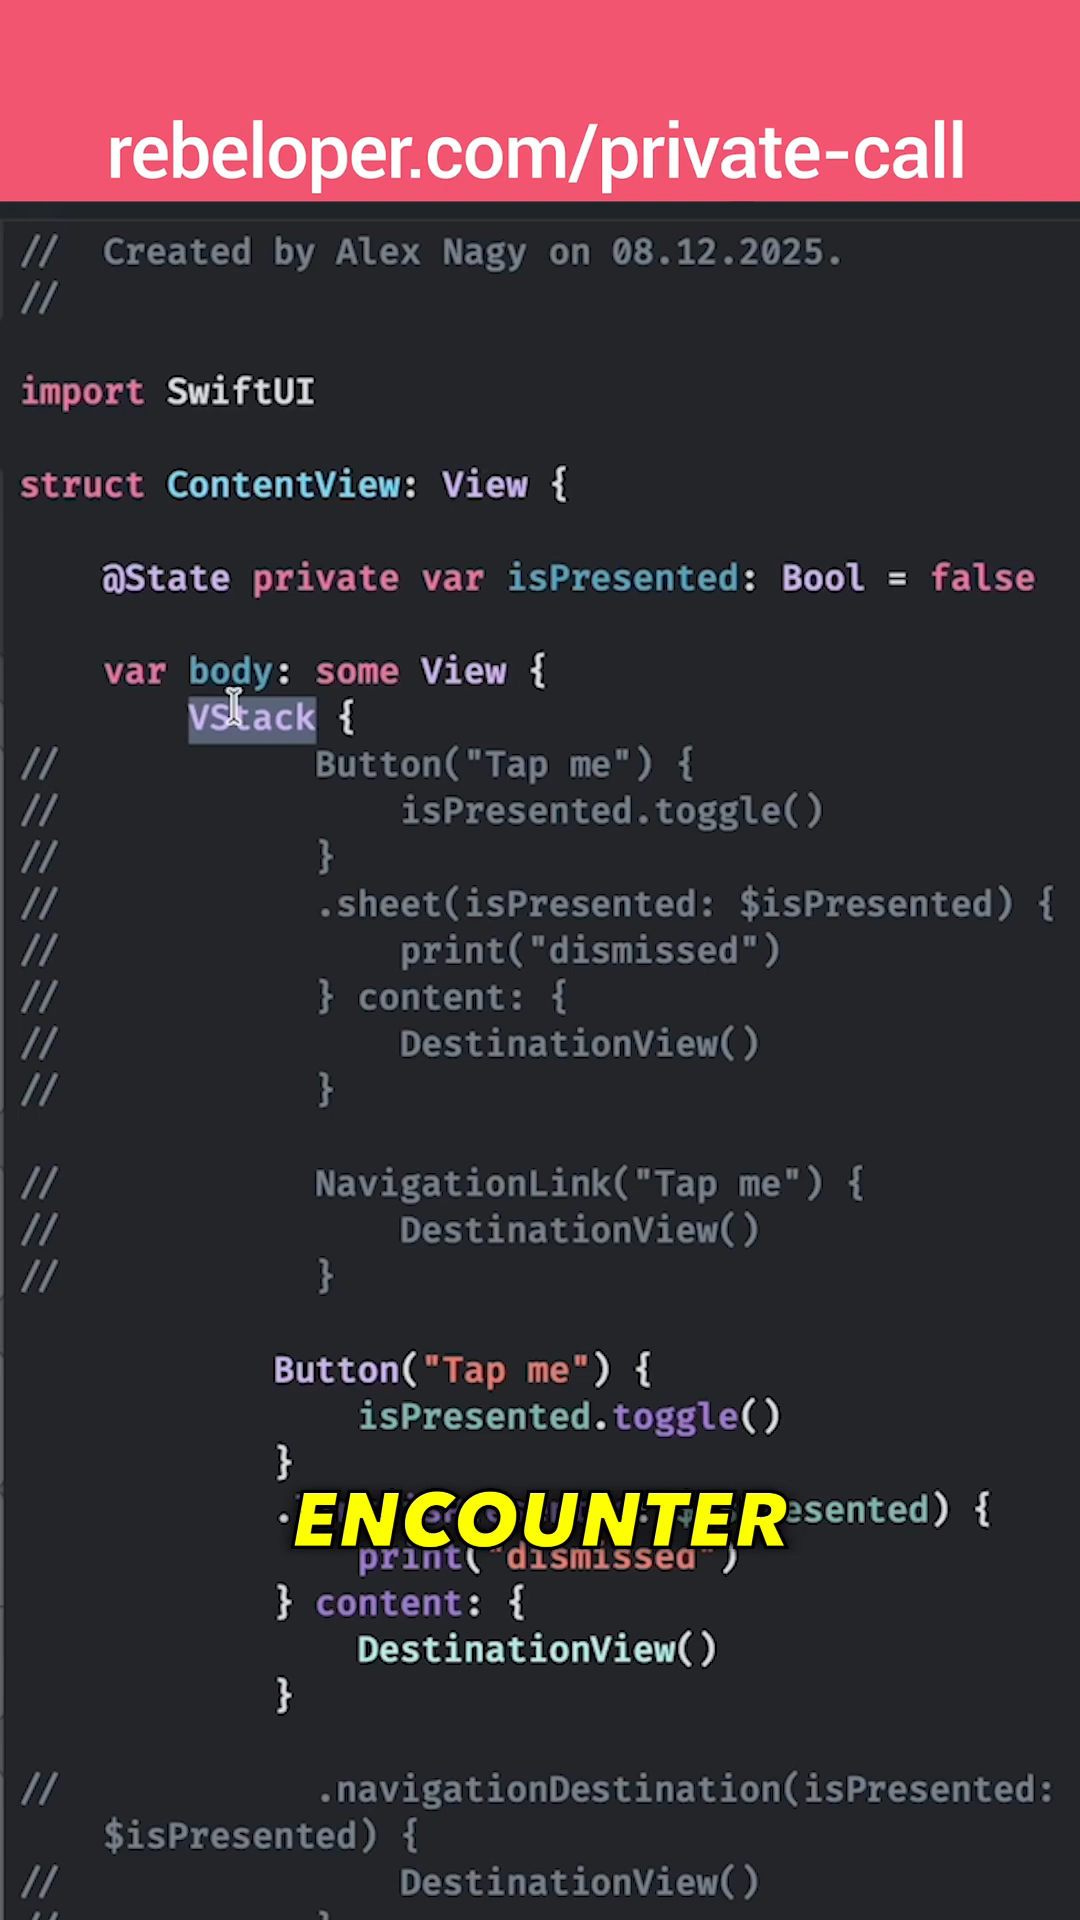 rebeloper.com/private-call
//  Created by Alex Nagy on 08.12.2025.
//
import SwiftUI
struct ContentView: View {
    @State private var isPresented: Bool = false
    var body: some View {
        VStack {
//            Button("Tap me") {
//                isPresented.toggle()
//            }
//            .sheet(isPresented: $isPresented) {
//                print("dismissed")
//            } content: {
//                DestinationView()
//            }
//            NavigationLink("Tap me") {
//                DestinationView()
//            }
            Button("Tap me") {
                isPresented.toggle()
            }
ENCOUNTER
                print("dismissed")
            } content: {
                DestinationView()
            }
//            .navigationDestination(isPresented:
    $isPresented) {
//                DestinationView()
//            }